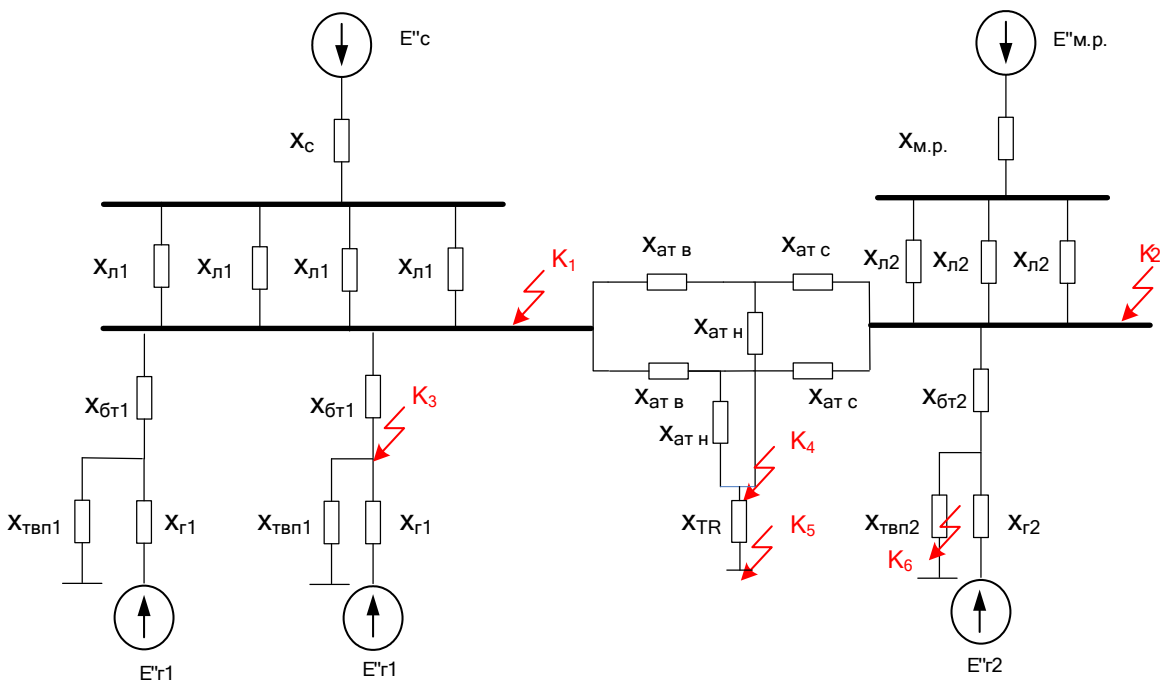 E"с
E"м.р.
xс
xм.р.
xл1
xл1
xл1
xл1
K1
xат в
xат с
xл2
xл2
xл2
K2
xат н
xбт1
xбт1
K3
xат в
xат н
xат с
xбт2
K4
xтвп1
xг1
xтвп1
xг1
xTR
K5
xтвп2
K6
xг2
E"г1
E"г1
E"г2